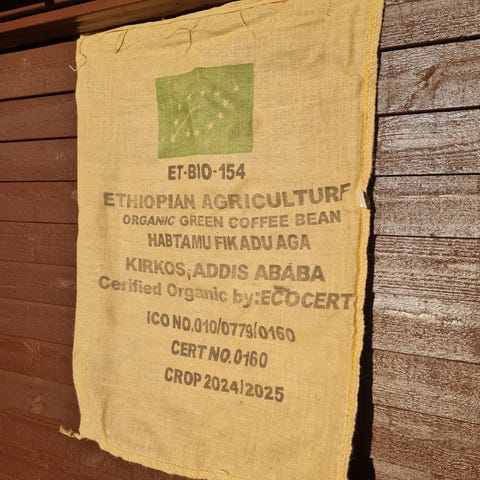 ET-BIO-154
ETHIOPIAN AGRICULTURE
ORGANIC GREEN COFFEE BEAN
HABTAMU FIKADU AGA
KIRKOS, ADDIS ABABA
Cerified Organic by:ECOCERT
ICO NO.010/0779/0160
CERT NO.0160
CROP 2024/2025